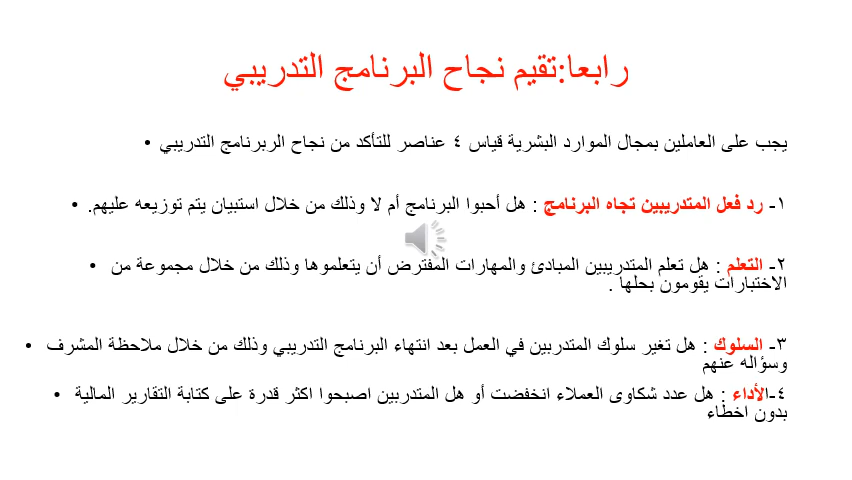 رابعا:تقيم نجاح البرنامج التدريبي
يجب على العاملين بمجال الموارد البشرية قياس ٤ عناصر للتأكد من نجاح الربرنامج التدريبي •
١- رد فعل المتدريبين تجاه البرنامج : هل أحبوا البرنامج أم لا وذلك من خلال استبيان يتم توزيعه عليهم. •
٢- التعلم : هل تعلم المتدريبين المبادئ والمهارات المفترض أن يتعلموها وذلك من خلال مجموعة من •
الاختبارات يقومون بحلها .
٣- السلوك : هل تغير سلوك المتدربين في العمل بعد انتهاء البرنامج التدريبي وذلك من خلال ملاحظة المشرف •
وسؤاله عنهم
٤-الأداء : هل عدد شكاوى العملاء انخفضت أو هل المتدربين اصبحوا اكثر قدرة على كتابة التقارير المالية •
بدون اخطاء